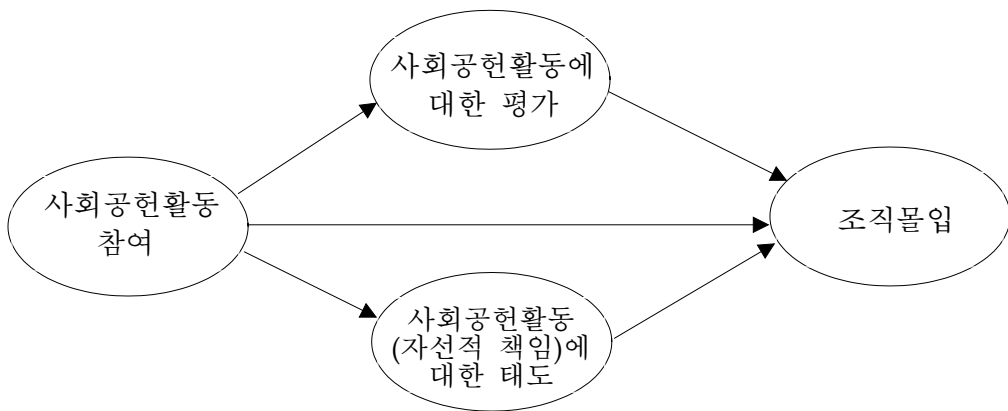 사회공헌활동에
대한 평가
사회공헌활동
참여
조직몰입
사회공헌활동
(자선적 책임)에
대한 태도